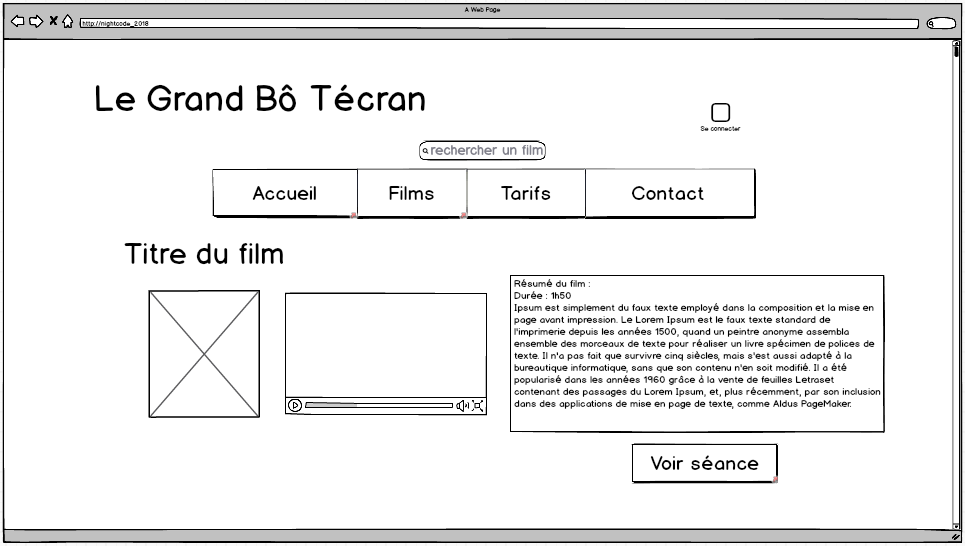 A Web Page
http://nightcode_2018
Le Grand Bô Técran
Se connecter
rechercher un film
Accueil
Films
Tarifs
Contact
Titre du film
Résumé du film :
Durée : 1h50
Ipsum est simplement du faux texte employé dans la composition et la mise en
page avant impression. Le Lorem Ipsum est le faux texte standard de
l'imprimerie depuis les années 1500, quand un peintre anonyme assembla
ensemble des morceaux de texte pour réaliser un livre spécimen de polices de
texte. Il n'a pas fait que survivre cinq siècles, mais s'est aussi adapté à la
bureautique informatique, sans que son contenu n'en soit modifié. Il a été
popularisé dans les années 1960 grâce à la vente de feuilles Letraset
contenant des passages du Lorem Ipsum, et, plus récemment, par son inclusion
dans des applications de mise en page de texte, comme Aldus PageMaker.
Voir séance